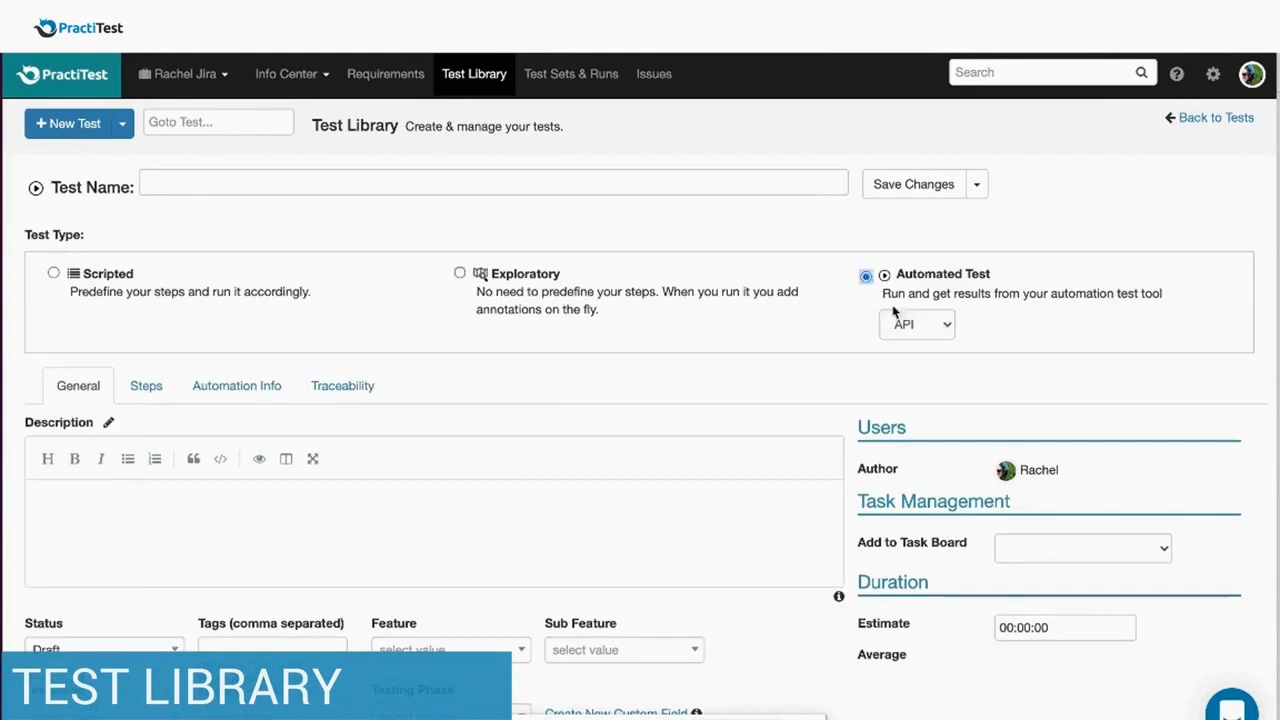 PractiTest
PractiTest Rachel Jira Info Center Requirements Test Library Test Sets & Runs Issues Search
+ New Test Goto Test... Test Library Create & manage your tests. Back to Tests
Test Name: Save Changes
Test Type:
Scripted Exploratory Automated Test
Predefine your steps and run it accordingly. No need to predefine your steps. When you run it you add Run and get results from your automation test tool
annotations on the fly.
API
General Steps Automation Info Traceability
Description
Users
H B I
Author Rachel
Task Management
Add to Task Board
Duration
Status Tags (comma separated) Feature Sub Feature Estimate 00:00:00
Draft select value select value
Average
TEST LIBRARY
Testing Phase
Create New Custom Field